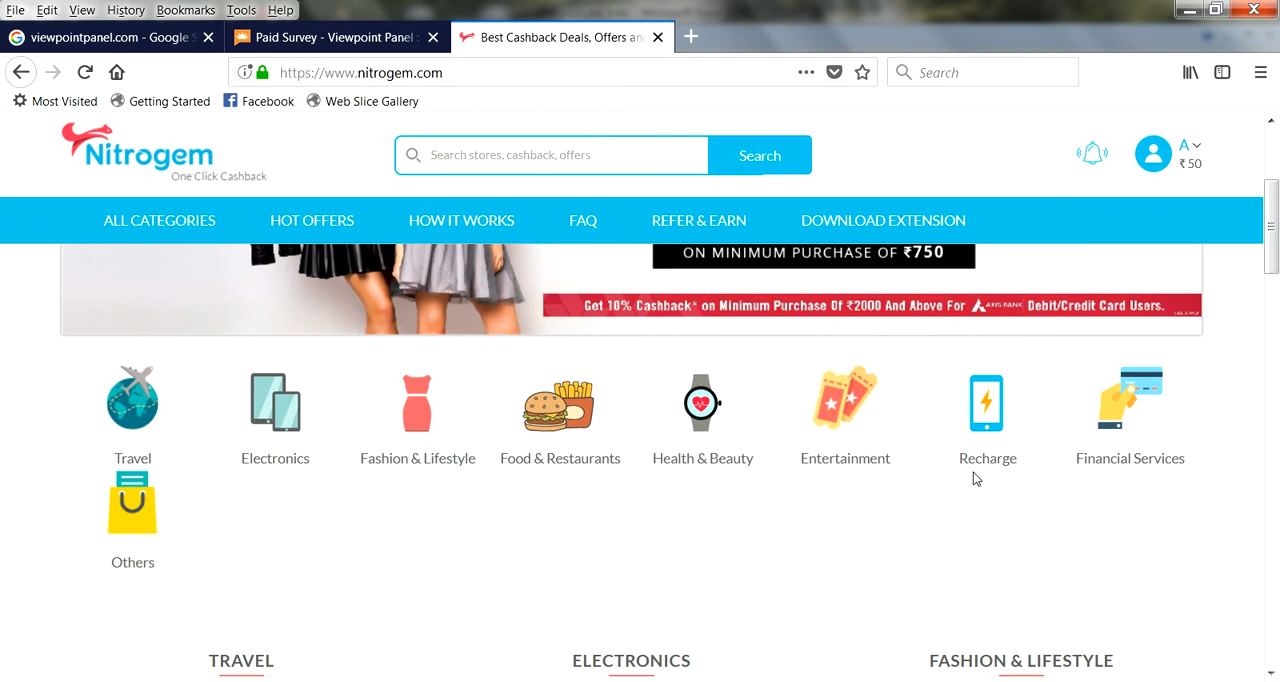 File Edit View History Bookmarks Tools Help
viewpointpanel.com - Google S
Paid Survey - Viewpoint Panel
Best Cashback Deals, Offers an
https://www.nitrogem.com
Search
Most Visited Getting Started Facebook Web Slice Gallery
Nitrogem
One Click Cashback
Search stores, cashback, offers
Search
A
₹ 50
ALL CATEGORIES HOT OFFERS HOW IT WORKS FAQ REFER & EARN DOWNLOAD EXTENSION
ON MINIMUM PURCHASE OF ₹750
Get 10% Cashback* on Minimum Purchase Of ₹2000 And Above For AXIS BANK Debit/Credit Card Users.
Travel Electronics Fashion & Lifestyle Food & Restaurants Health & Beauty Entertainment Recharge Financial Services
Others
TRAVEL ELECTRONICS FASHION & LIFESTYLE